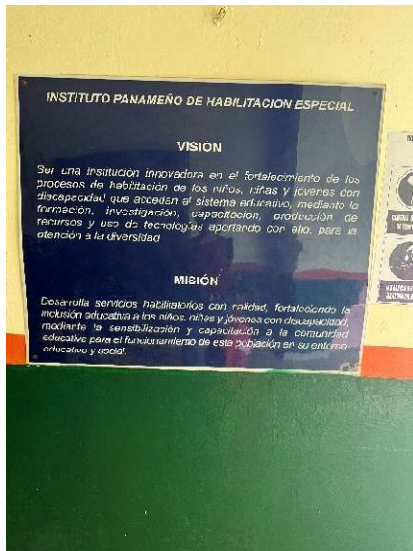 INSTITUTO PANAMEÑO DE HABILITACION ESPECIAL
VISIÓN
Ser una institución innovadora en el fortalecimiento de los
procesos de habilitación de los niños, niñas y jóvenes con
discapacidad que accedan al sistema educativo, mediante la
formación, investigación, capacitación, producción de
recursos y uso de tecnologías aportando con ello, para la
atención a la diversidad
MISIÓN
Desarrolla servicios habilitatorios con calidad, fortaleciendo la
inclusión educativa a los niños, niñas y jóvenes con discapacidad,
mediante la sensibilización y capacitación a la comunidad
educativa para el funcionamiento de esta población en su entorno
educativo y social.